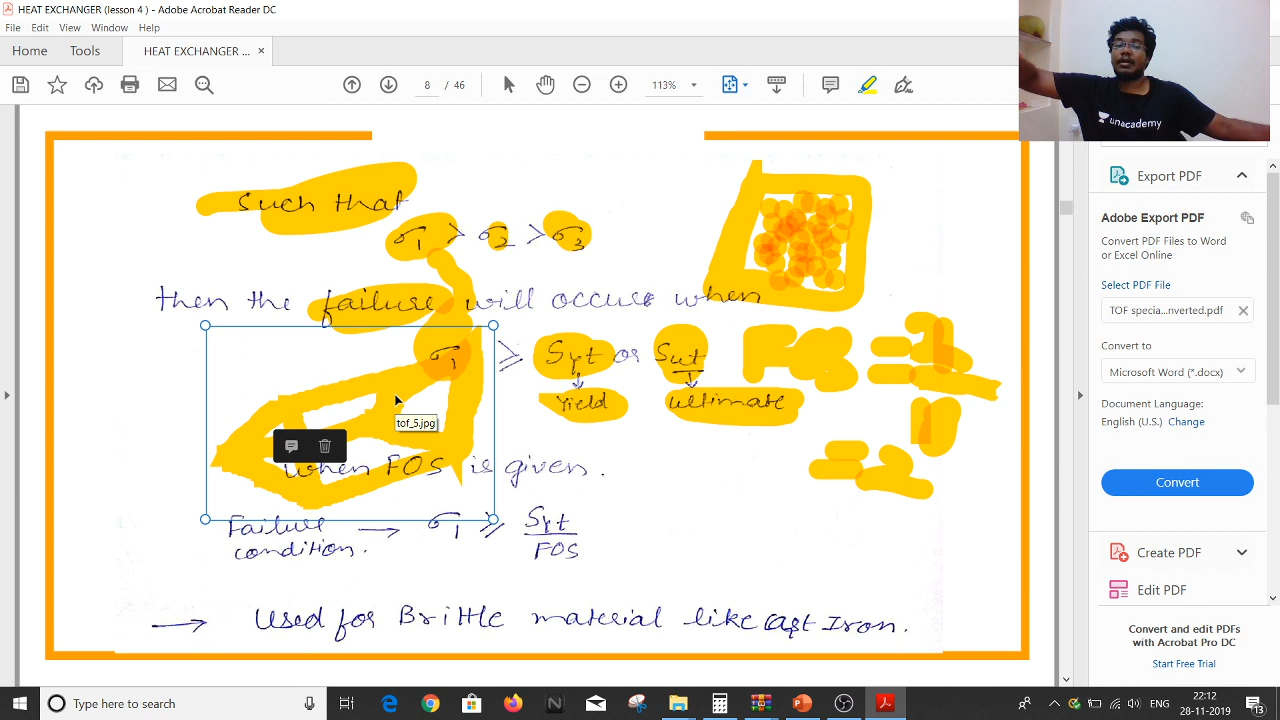 HEAT EXCHANGER (lesson 4 ) - Adobe Acrobat Reader DC
File Edit View Window Help
Home Tools HEAT EXCHANGER ... ×
8 / 46 113%
unacademy
Such that
σ1 > σ2 > σ3
then the failure will occur when
σ1 ≥ Syt or Sut
Yield ultimate
tof_5.jpg
when FOS is given.
Failure condition. → σ1 ≥ Syt/FOS
→ Used for Brittle material like Cast Iron.
Export PDF
Adobe Export PDF
Convert PDF Files to Word
or Excel Online
Select PDF File
TOF specia...nverted.pdf
Convert to
Microsoft Word (*.docx)
Document Language:
English (U.S.) Change
Convert
Create PDF
Edit PDF
Convert and edit PDFs
with Acrobat Pro DC
Start Free Trial
Type here to search
22:12
28-11-2019
13